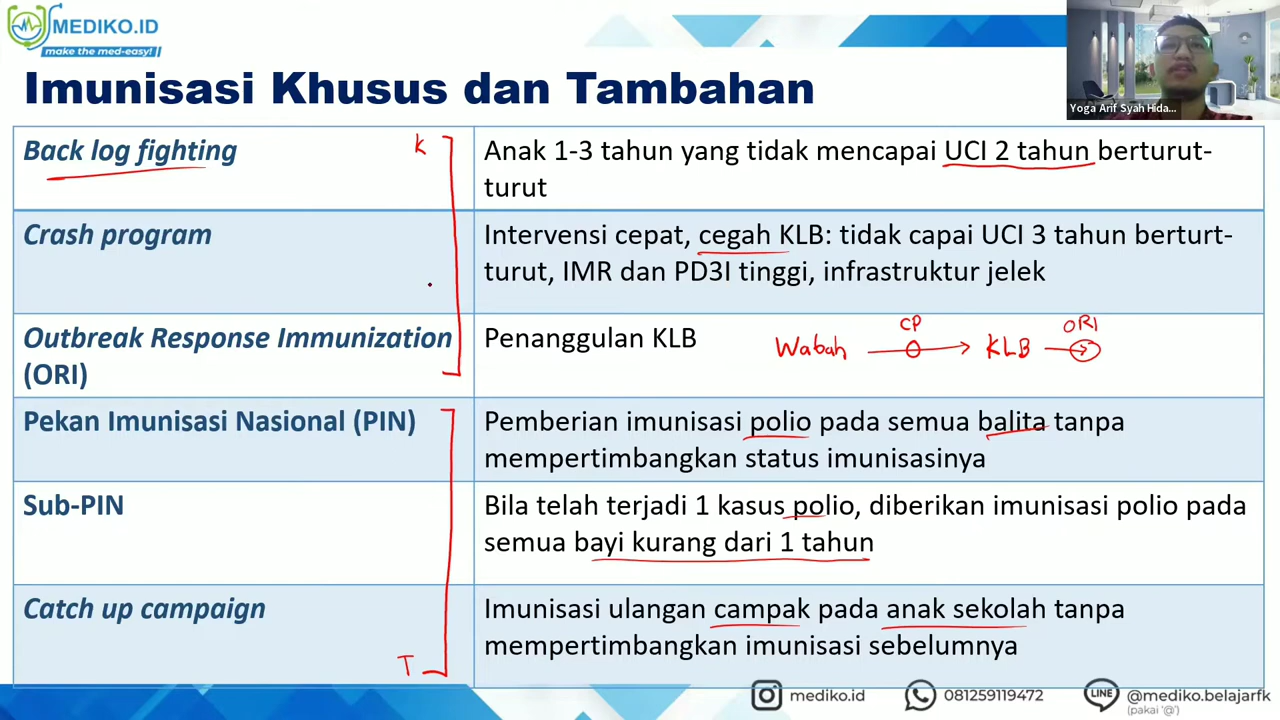 MEDIKO.ID
make the med-easy!
Yoga Arif Syah Hida...
Imunisasi Khusus dan Tambahan
Back log fighting
K
Anak 1-3 tahun yang tidak mencapai UCI 2 tahun berturut-
turut
Crash program
Intervensi cepat, cegah KLB: tidak capai UCI 3 tahun berturt-
turut, IMR dan PD3I tinggi, infrastruktur jelek
Outbreak Response Immunization
(ORI)
Penanggulan KLB
Wabah CP KLB ORI
Pekan Imunisasi Nasional (PIN)
Pemberian imunisasi polio pada semua balita tanpa
mempertimbangkan status imunisasinya
Sub-PIN
Bila telah terjadi 1 kasus polio, diberikan imunisasi polio pada
semua bayi kurang dari 1 tahun
Catch up campaign
T
Imunisasi ulangan campak pada anak sekolah tanpa
mempertimbangkan imunisasi sebelumnya
mediko.id
081259119472
LINE
@mediko.belajarfk
(pakai '@')